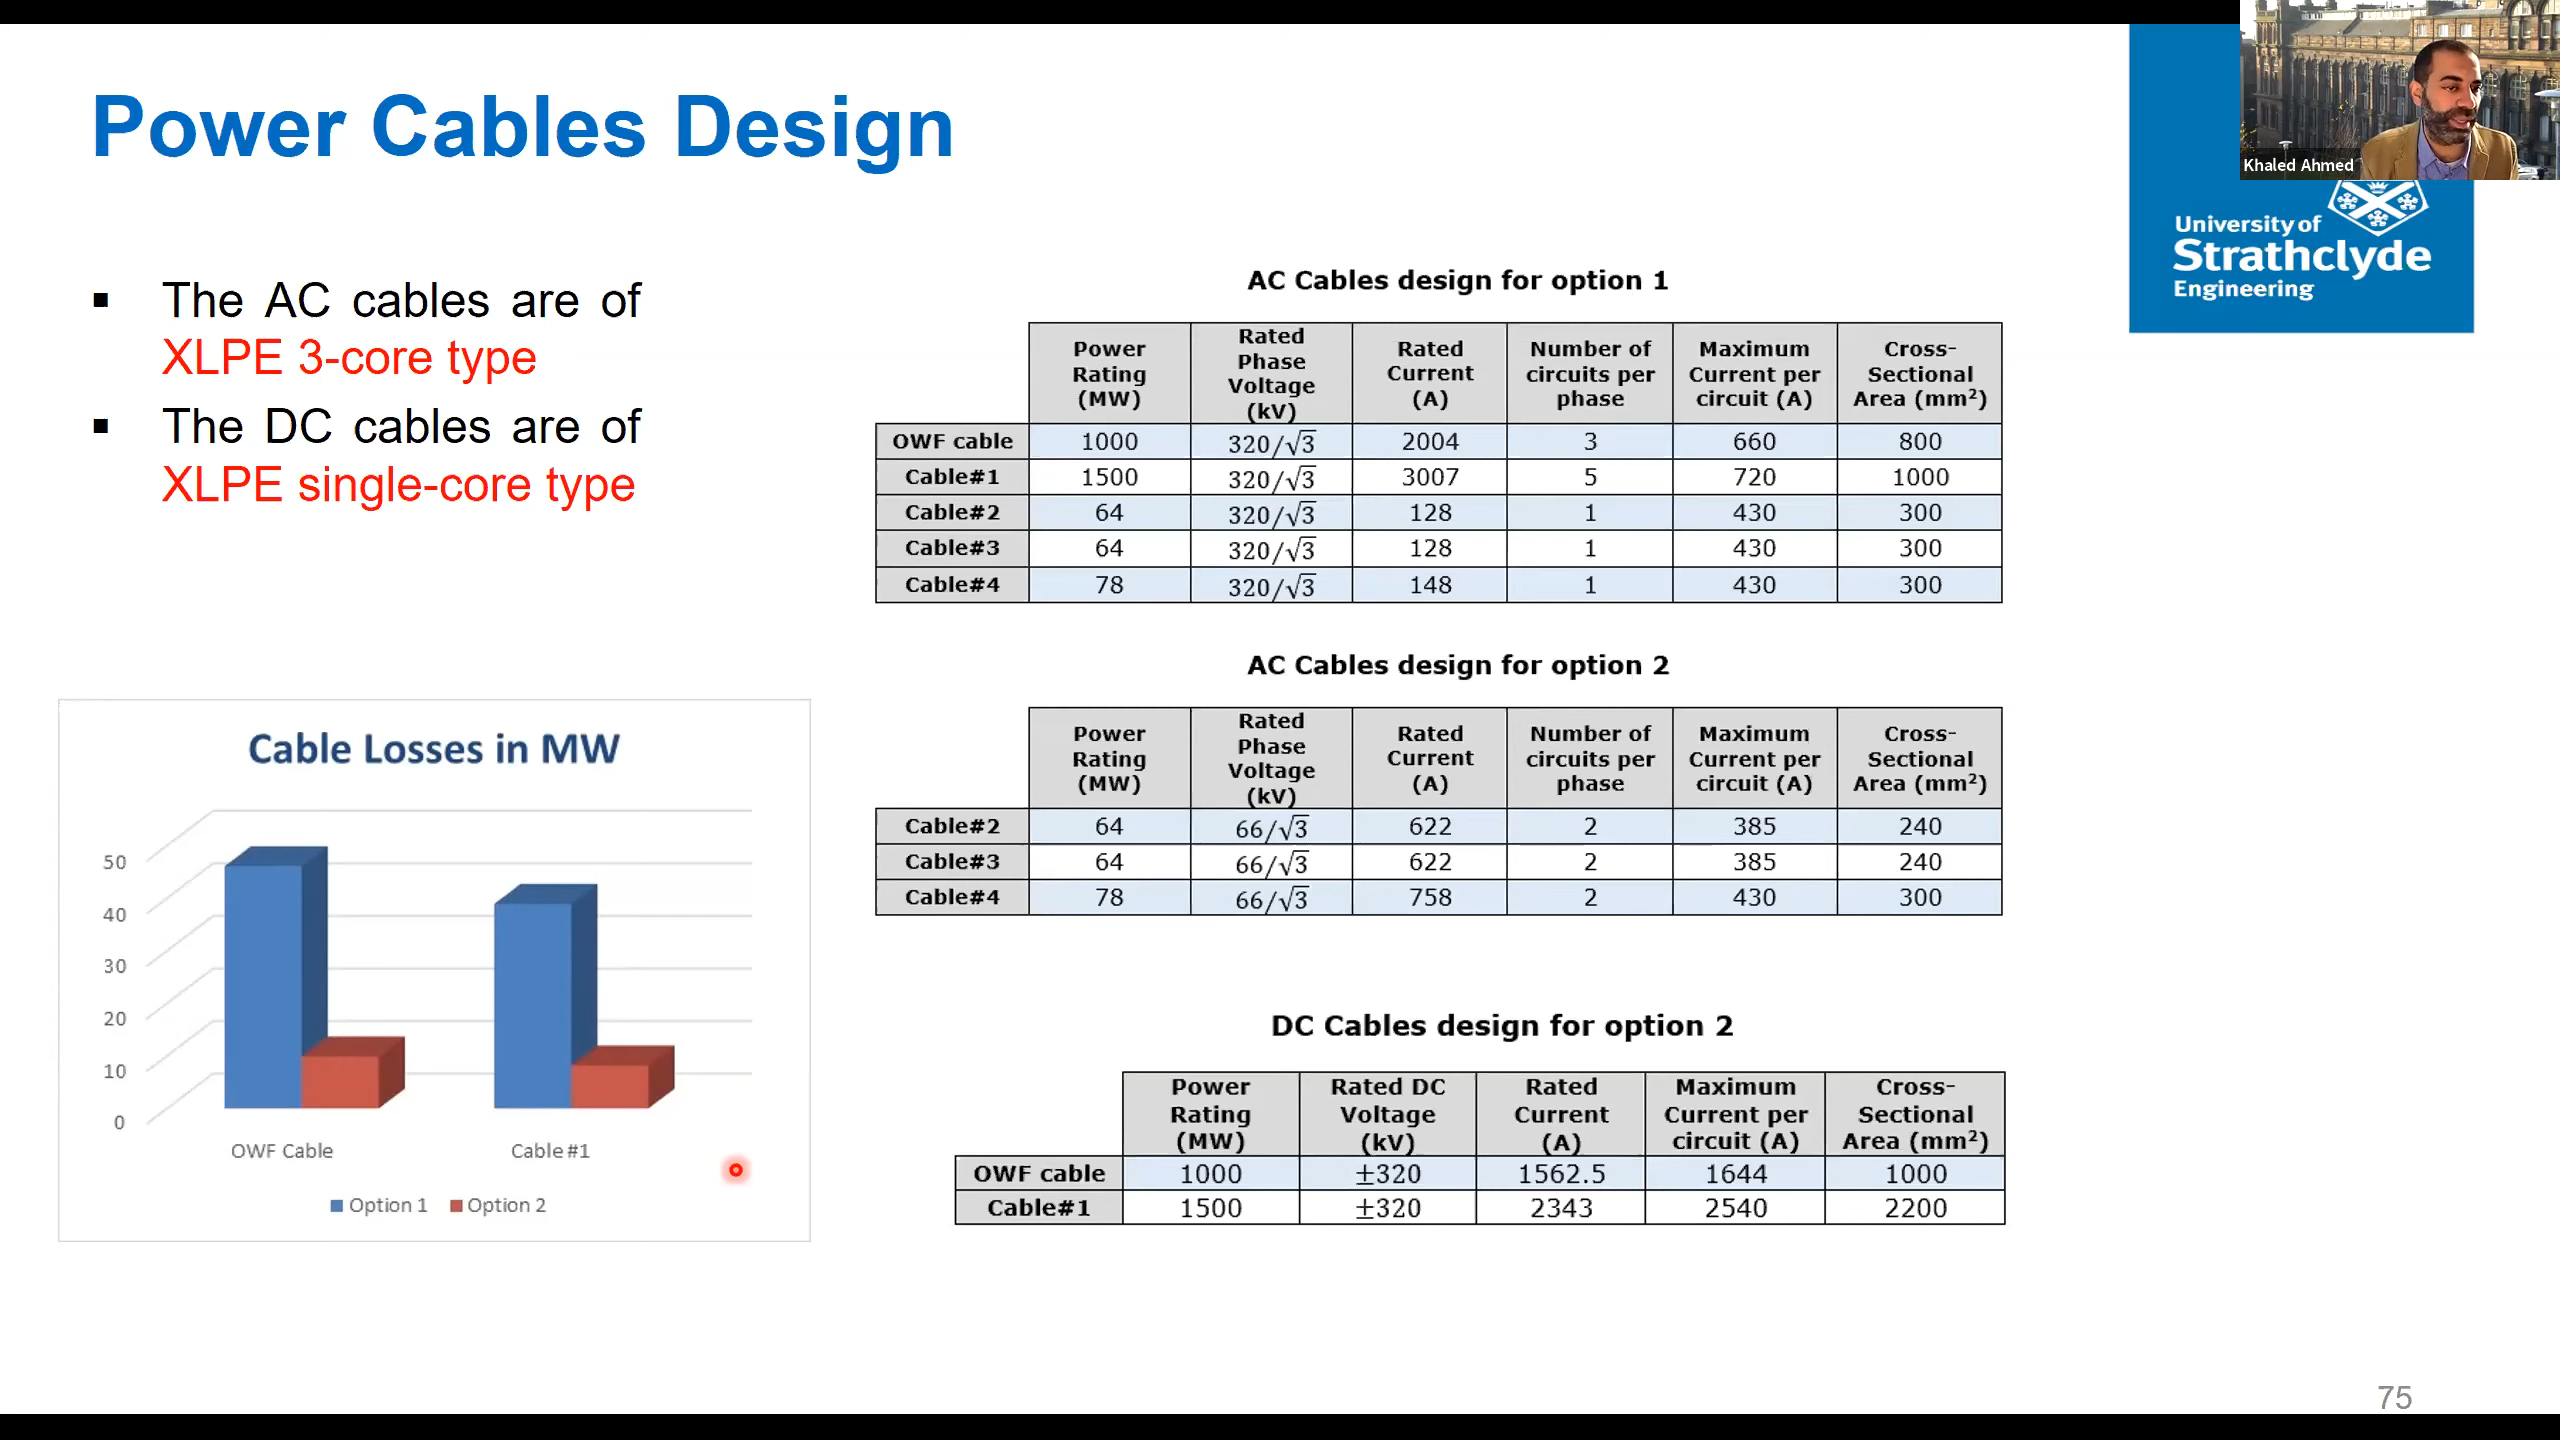 Power Cables Design
Khaled Ahmed
University of
Strathclyde
Engineering
▪ The AC cables are of
XLPE 3-core type
▪ The DC cables are of
XLPE single-core type
AC Cables design for option 1
Power Rating (MW) Rated Phase Voltage (kV) Rated Current (A) Number of circuits per phase Maximum Current per circuit (A) Cross-Sectional Area (mm²)
OWF cable 1000 320/√3 2004 3 660 800
Cable#1 1500 320/√3 3007 5 720 1000
Cable#2 64 320/√3 128 1 430 300
Cable#3 64 320/√3 128 1 430 300
Cable#4 78 320/√3 148 1 430 300
AC Cables design for option 2
Power Rating (MW) Rated Phase Voltage (kV) Rated Current (A) Number of circuits per phase Maximum Current per circuit (A) Cross-Sectional Area (mm²)
Cable#2 64 66/√3 622 2 385 240
Cable#3 64 66/√3 622 2 385 240
Cable#4 78 66/√3 758 2 430 300
DC Cables design for option 2
Power Rating (MW) Rated DC Voltage (kV) Rated Current (A) Maximum Current per circuit (A) Cross-Sectional Area (mm²)
OWF cable 1000 ±320 1562.5 1644 1000
Cable#1 1500 ±320 2343 2540 2200
Cable Losses in MW
50
40
30
20
10
0
OWF Cable Cable #1
Option 1 Option 2
75